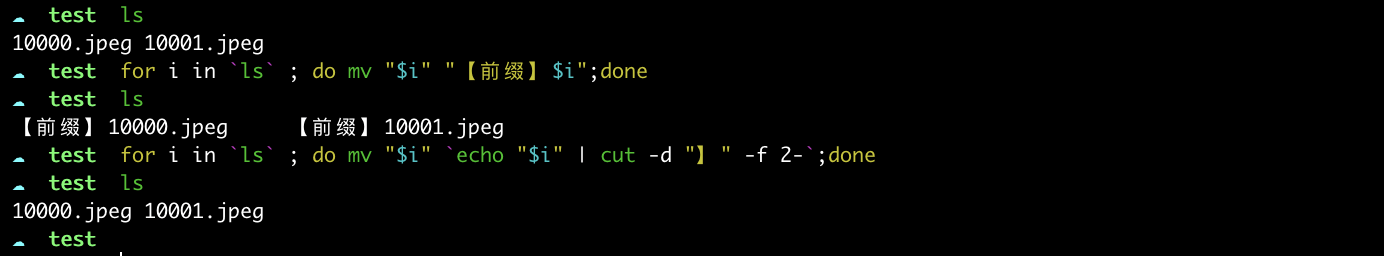 ☁ test ls
10000.jpeg 10001.jpeg
☁ test for i in `ls` ; do mv "$i" "【前缀】$i";done
☁ test ls
【前缀】10000.jpeg 【前缀】10001.jpeg
☁ test for i in `ls` ; do mv "$i" `echo "$i" | cut -d "】" -f 2-`;done
☁ test ls
10000.jpeg 10001.jpeg
☁ test